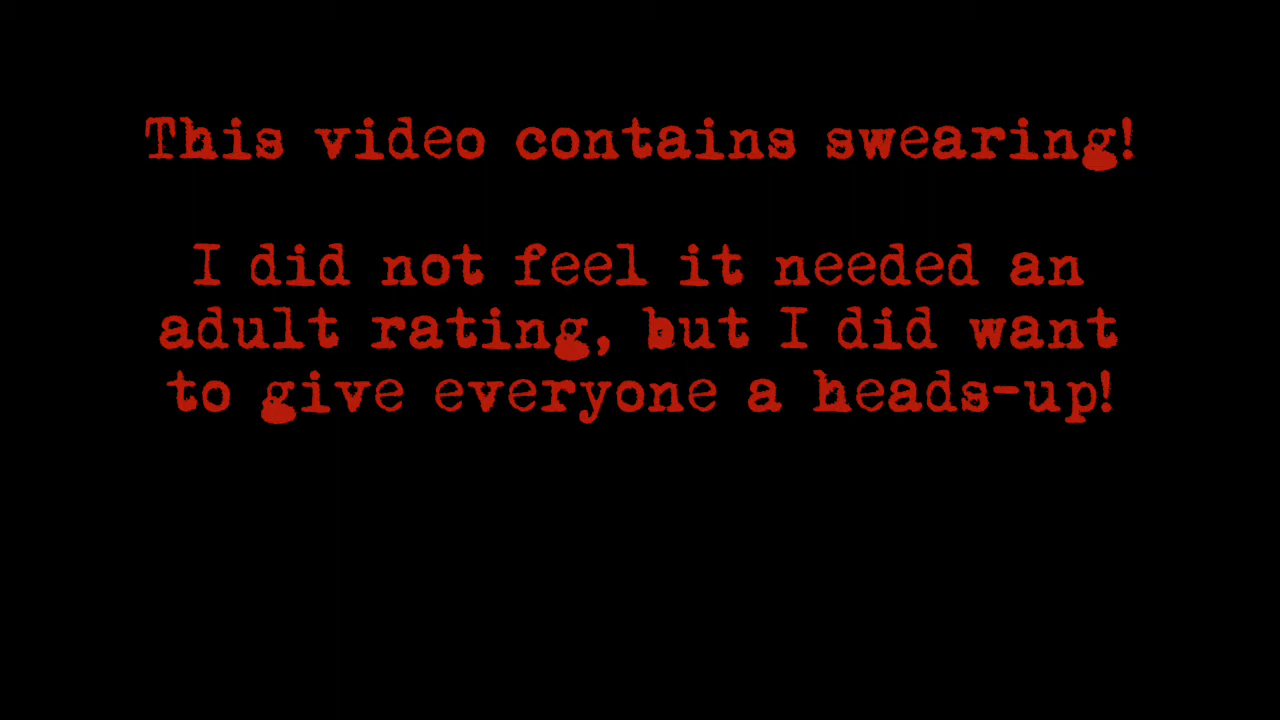 This video contains swearing!
I did not feel it needed an
adult rating, but I did want
to give everyone a heads-up!